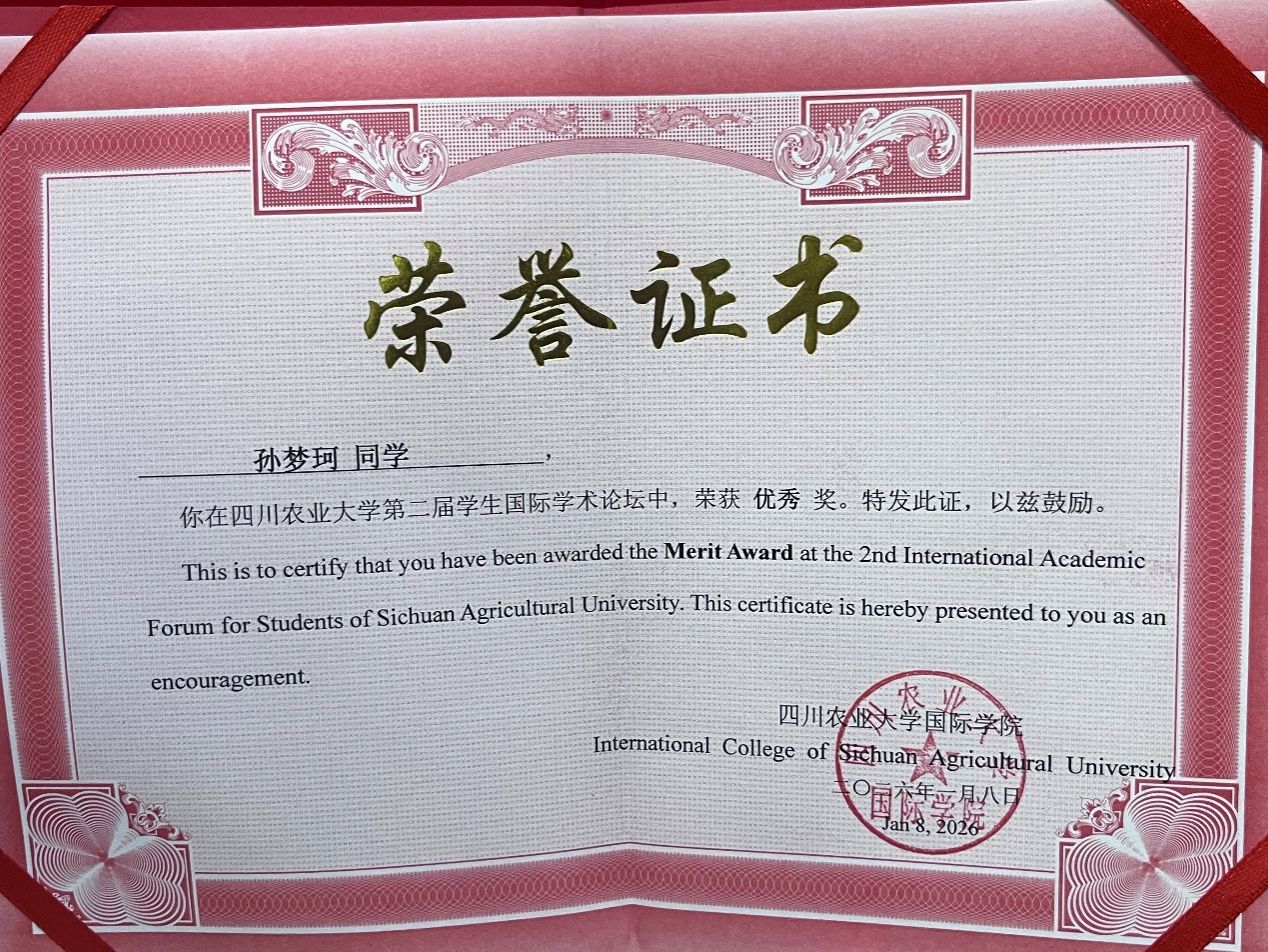 荣誉证书
孙梦珂 同学，
你在四川农业大学第二届学生国际学术论坛中，荣获 优秀 奖。特发此证，以兹鼓励。
This is to certify that you have been awarded the Merit Award at the 2nd International Academic
Forum for Students of Sichuan Agricultural University. This certificate is hereby presented to you as an
encouragement.
四川农业大学国际学院
International College of Sichuan Agricultural University
二〇二六年一月八日
Jan 8, 2026
国际学院